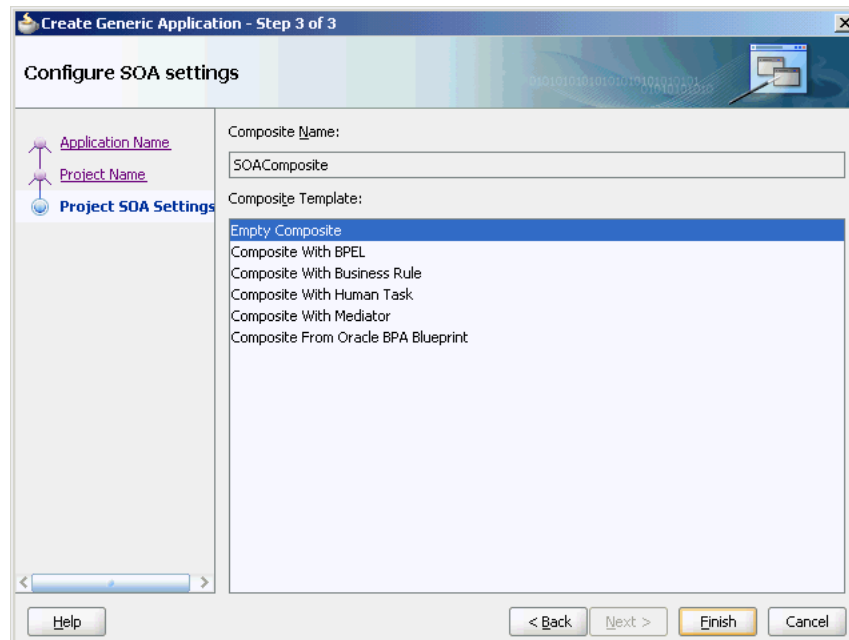 Create Generic Application - Step 3 of 3
Configure SOA settings
Application Name
Project Name
Project SOA Settings
Composite Name:
SOAComposite
Composite Template:
Empty Composite
Composite With BPEL
Composite With Business Rule
Composite With Human Task
Composite With Mediator
Composite From Oracle BPA Blueprint
Help
< Back
Next >
Finish
Cancel